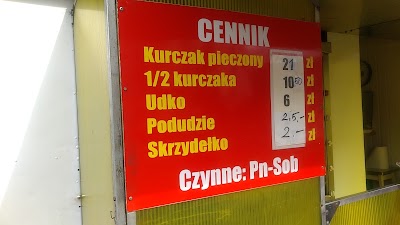 CENNIK
Kurczak pieczony 21 zł
1/2 kurczaka 10,50 zł
Udko 6 zł
Podudzie 2,5,- zł
Skrzydełko 2,- zł
Czynne: Pn-Sob